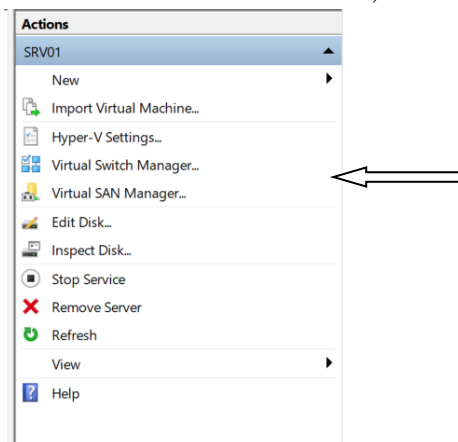 Actions
SRV01
New
Import Virtual Machine...
Hyper-V Settings...
Virtual Switch Manager...
Virtual SAN Manager...
Edit Disk...
Inspect Disk...
Stop Service
Remove Server
Refresh
View
Help